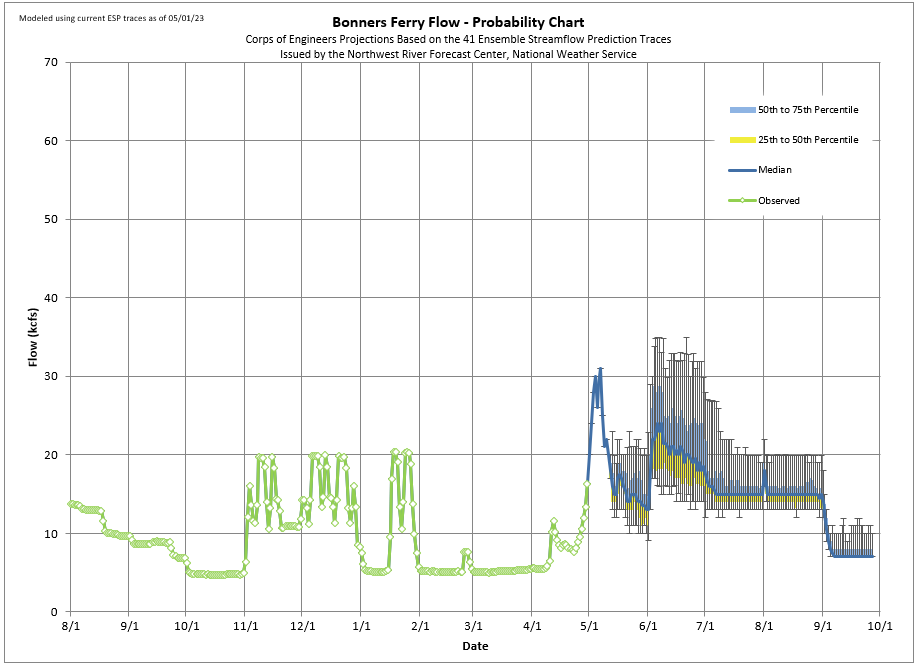 Modeled using current ESP traces as of 05/01/23
Bonners Ferry Flow - Probability Chart
Corps of Engineers Projections Based on the 41 Ensemble Streamflow Prediction Traces
Issued by the Northwest River Forecast Center, National Weather Service
70
60
50
40
30
20
10
0
Flow (kcfs)
50th to 75th Percentile
25th to 50th Percentile
Median
Observed
8/1 9/1 10/1 11/1 12/1 1/1 2/1 3/1 4/1 5/1 6/1 7/1 8/1 9/1 10/1
Date